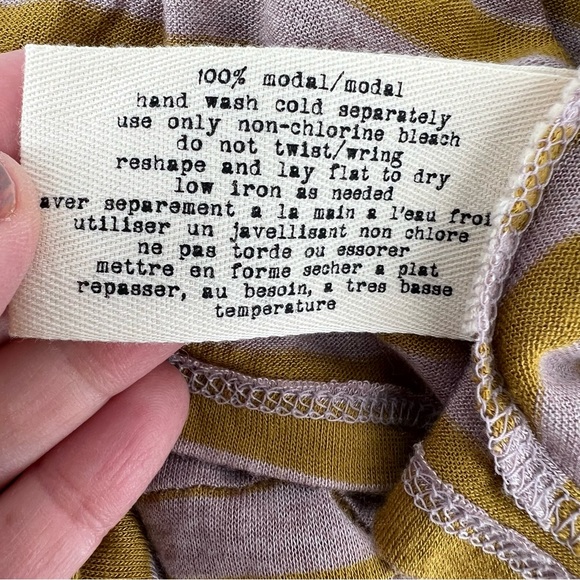 100% modal/modal
hand wash cold separately
use only non-chlorine bleach
do not twist/wring
reshape and lay flat to dry
low iron as needed
aver separement a la main a l'eau froi
utiliser un javellisant non chlore
ne pas torde ou essorer
mettre en forme secher a plat
repasser, au besoin, a tres basse
temperature